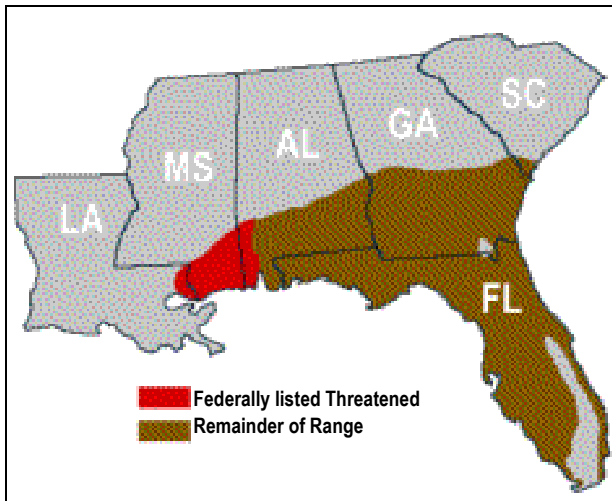 SC
GA
AL
MS
LA
FL
Federally listed Threatened
Remainder of Range